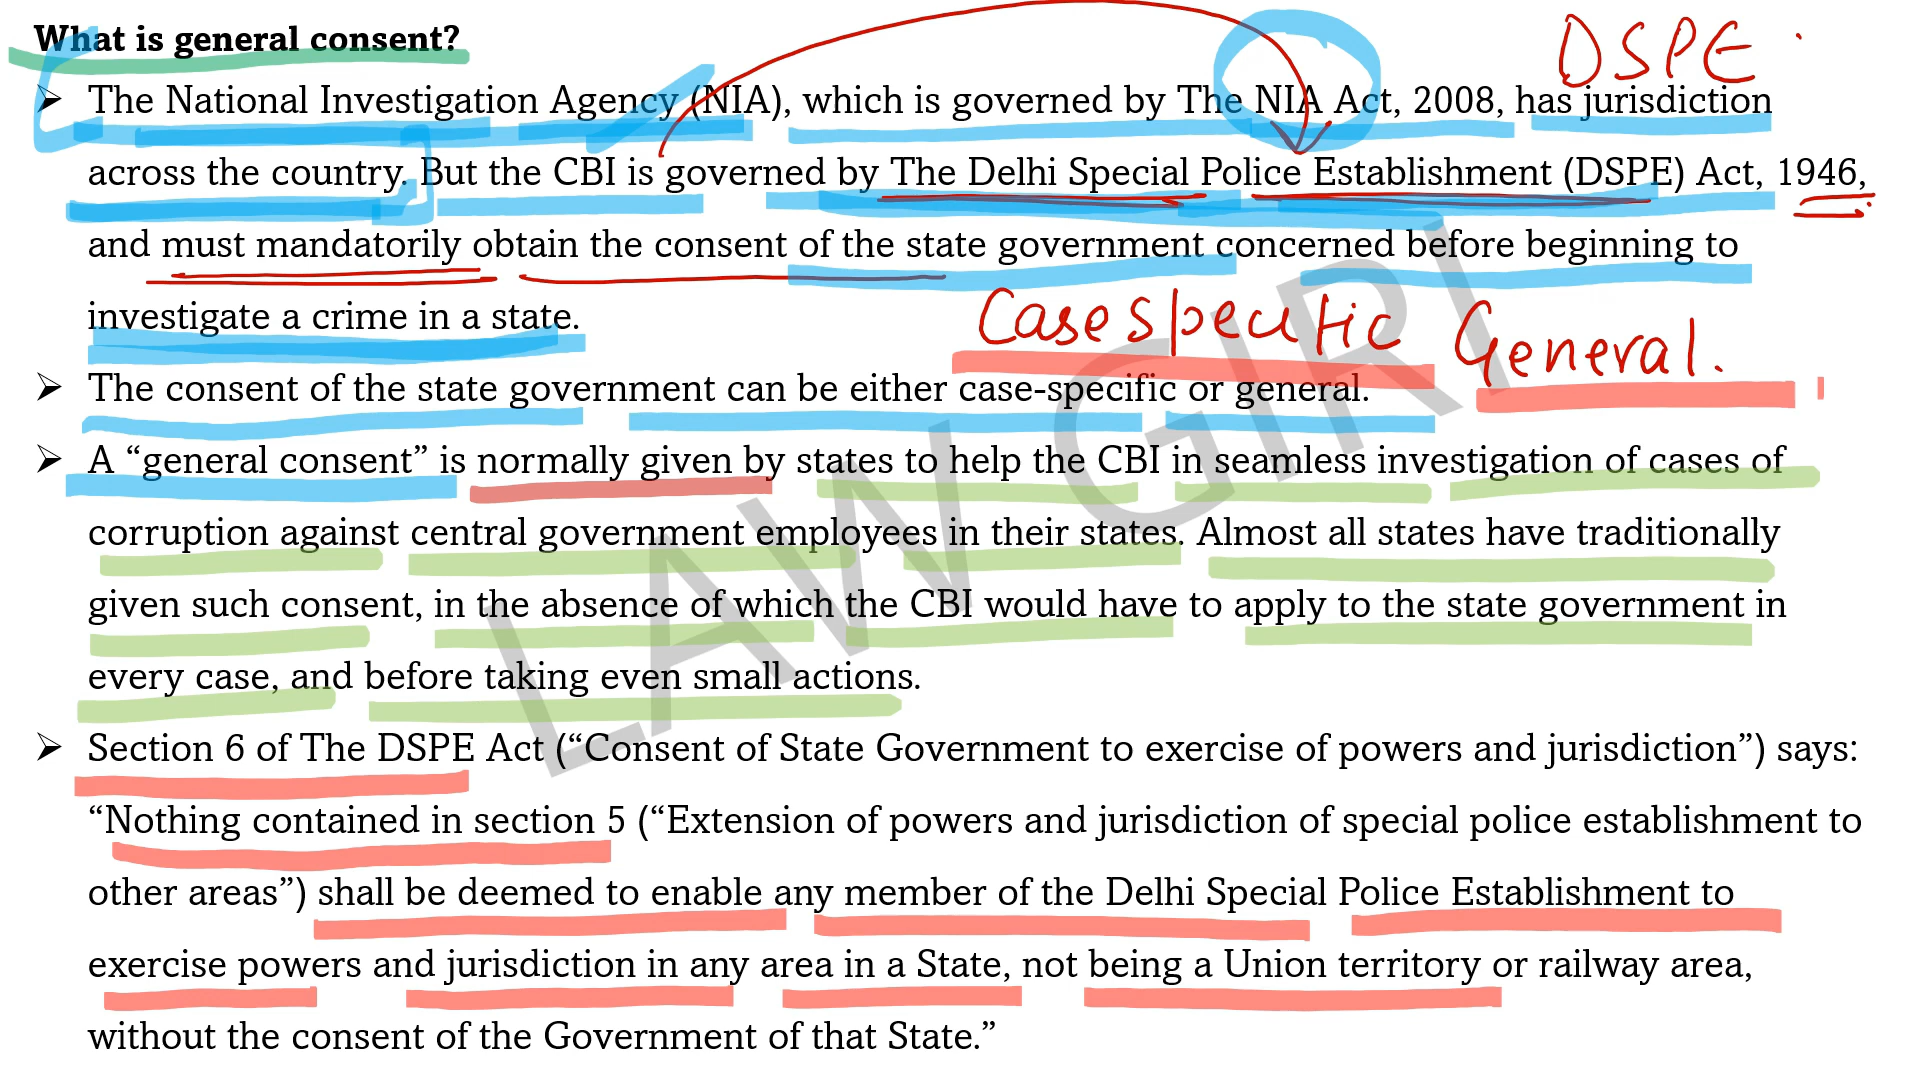 What is general consent?
DSPE
➢ The National Investigation Agency (NIA), which is governed by The NIA Act, 2008, has jurisdiction
across the country. But the CBI is governed by The Delhi Special Police Establishment (DSPE) Act, 1946,
and must mandatorily obtain the consent of the state government concerned before beginning to
investigate a crime in a state.
Case specific General.
➢ The consent of the state government can be either case-specific or general.
➢ A “general consent” is normally given by states to help the CBI in seamless investigation of cases of
corruption against central government employees in their states. Almost all states have traditionally
given such consent, in the absence of which the CBI would have to apply to the state government in
every case, and before taking even small actions.
➢ Section 6 of The DSPE Act (“Consent of State Government to exercise of powers and jurisdiction”) says:
“Nothing contained in section 5 (“Extension of powers and jurisdiction of special police establishment to
other areas”) shall be deemed to enable any member of the Delhi Special Police Establishment to
exercise powers and jurisdiction in any area in a State, not being a Union territory or railway area,
without the consent of the Government of that State.”
LAW GIRI